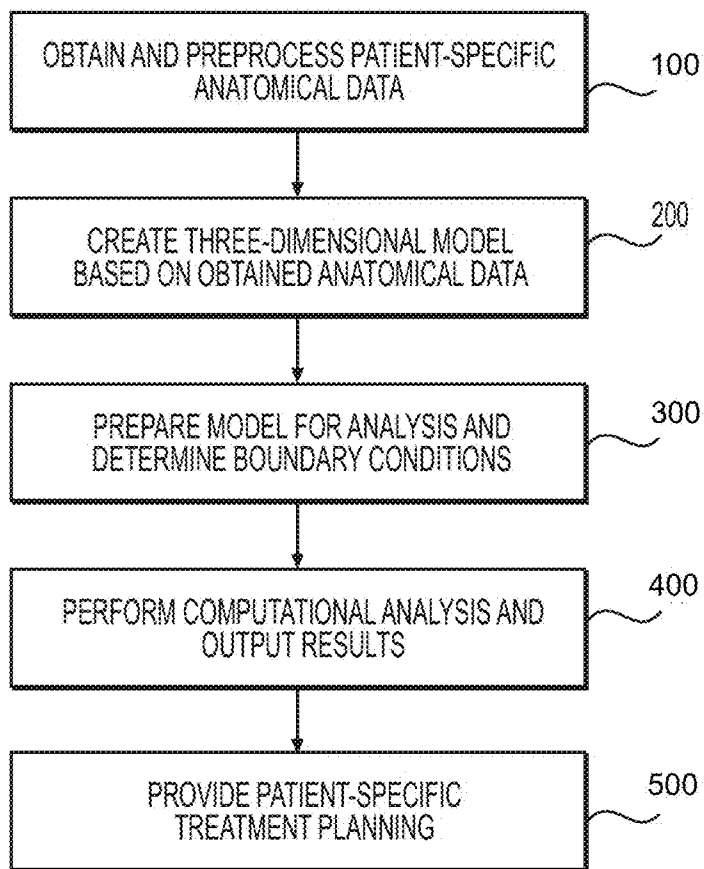 OBTAIN AND PREPROCESS PATIENT-SPECIFIC
ANATOMICAL DATA
100
CREATE THREE-DIMENSIONAL MODEL
BASED ON OBTAINED ANATOMICAL DATA
200
PREPARE MODEL FOR ANALYSIS AND
DETERMINE BOUNDARY CONDITIONS
300
PERFORM COMPUTATIONAL ANALYSIS AND
OUTPUT RESULTS
400
PROVIDE PATIENT-SPECIFIC
TREATMENT PLANNING
500